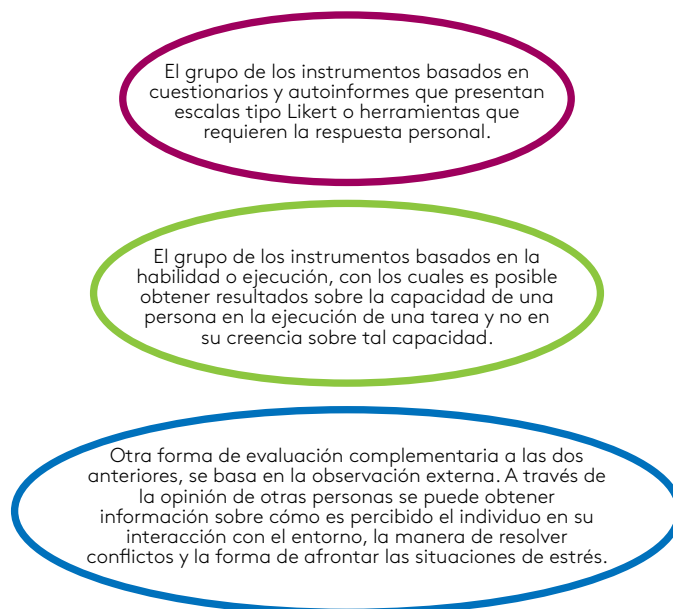 El grupo de los instrumentos basados en
cuestionarios y autoinformes que presentan
escalas tipo Likert o herramientas que
requieren la respuesta personal.
El grupo de los instrumentos basados en la
habilidad o ejecución, con los cuales es posible
obtener resultados sobre la capacidad de una
persona en la ejecución de una tarea y no en
su creencia sobre tal capacidad.
Otra forma de evaluación complementaria a las dos
anteriores, se basa en la observación externa. A través de
la opinión de otras personas se puede obtener
información sobre cómo es percibido el individuo en su
interacción con el entorno, la manera de resolver
conflictos y la forma de afrontar las situaciones de estrés.